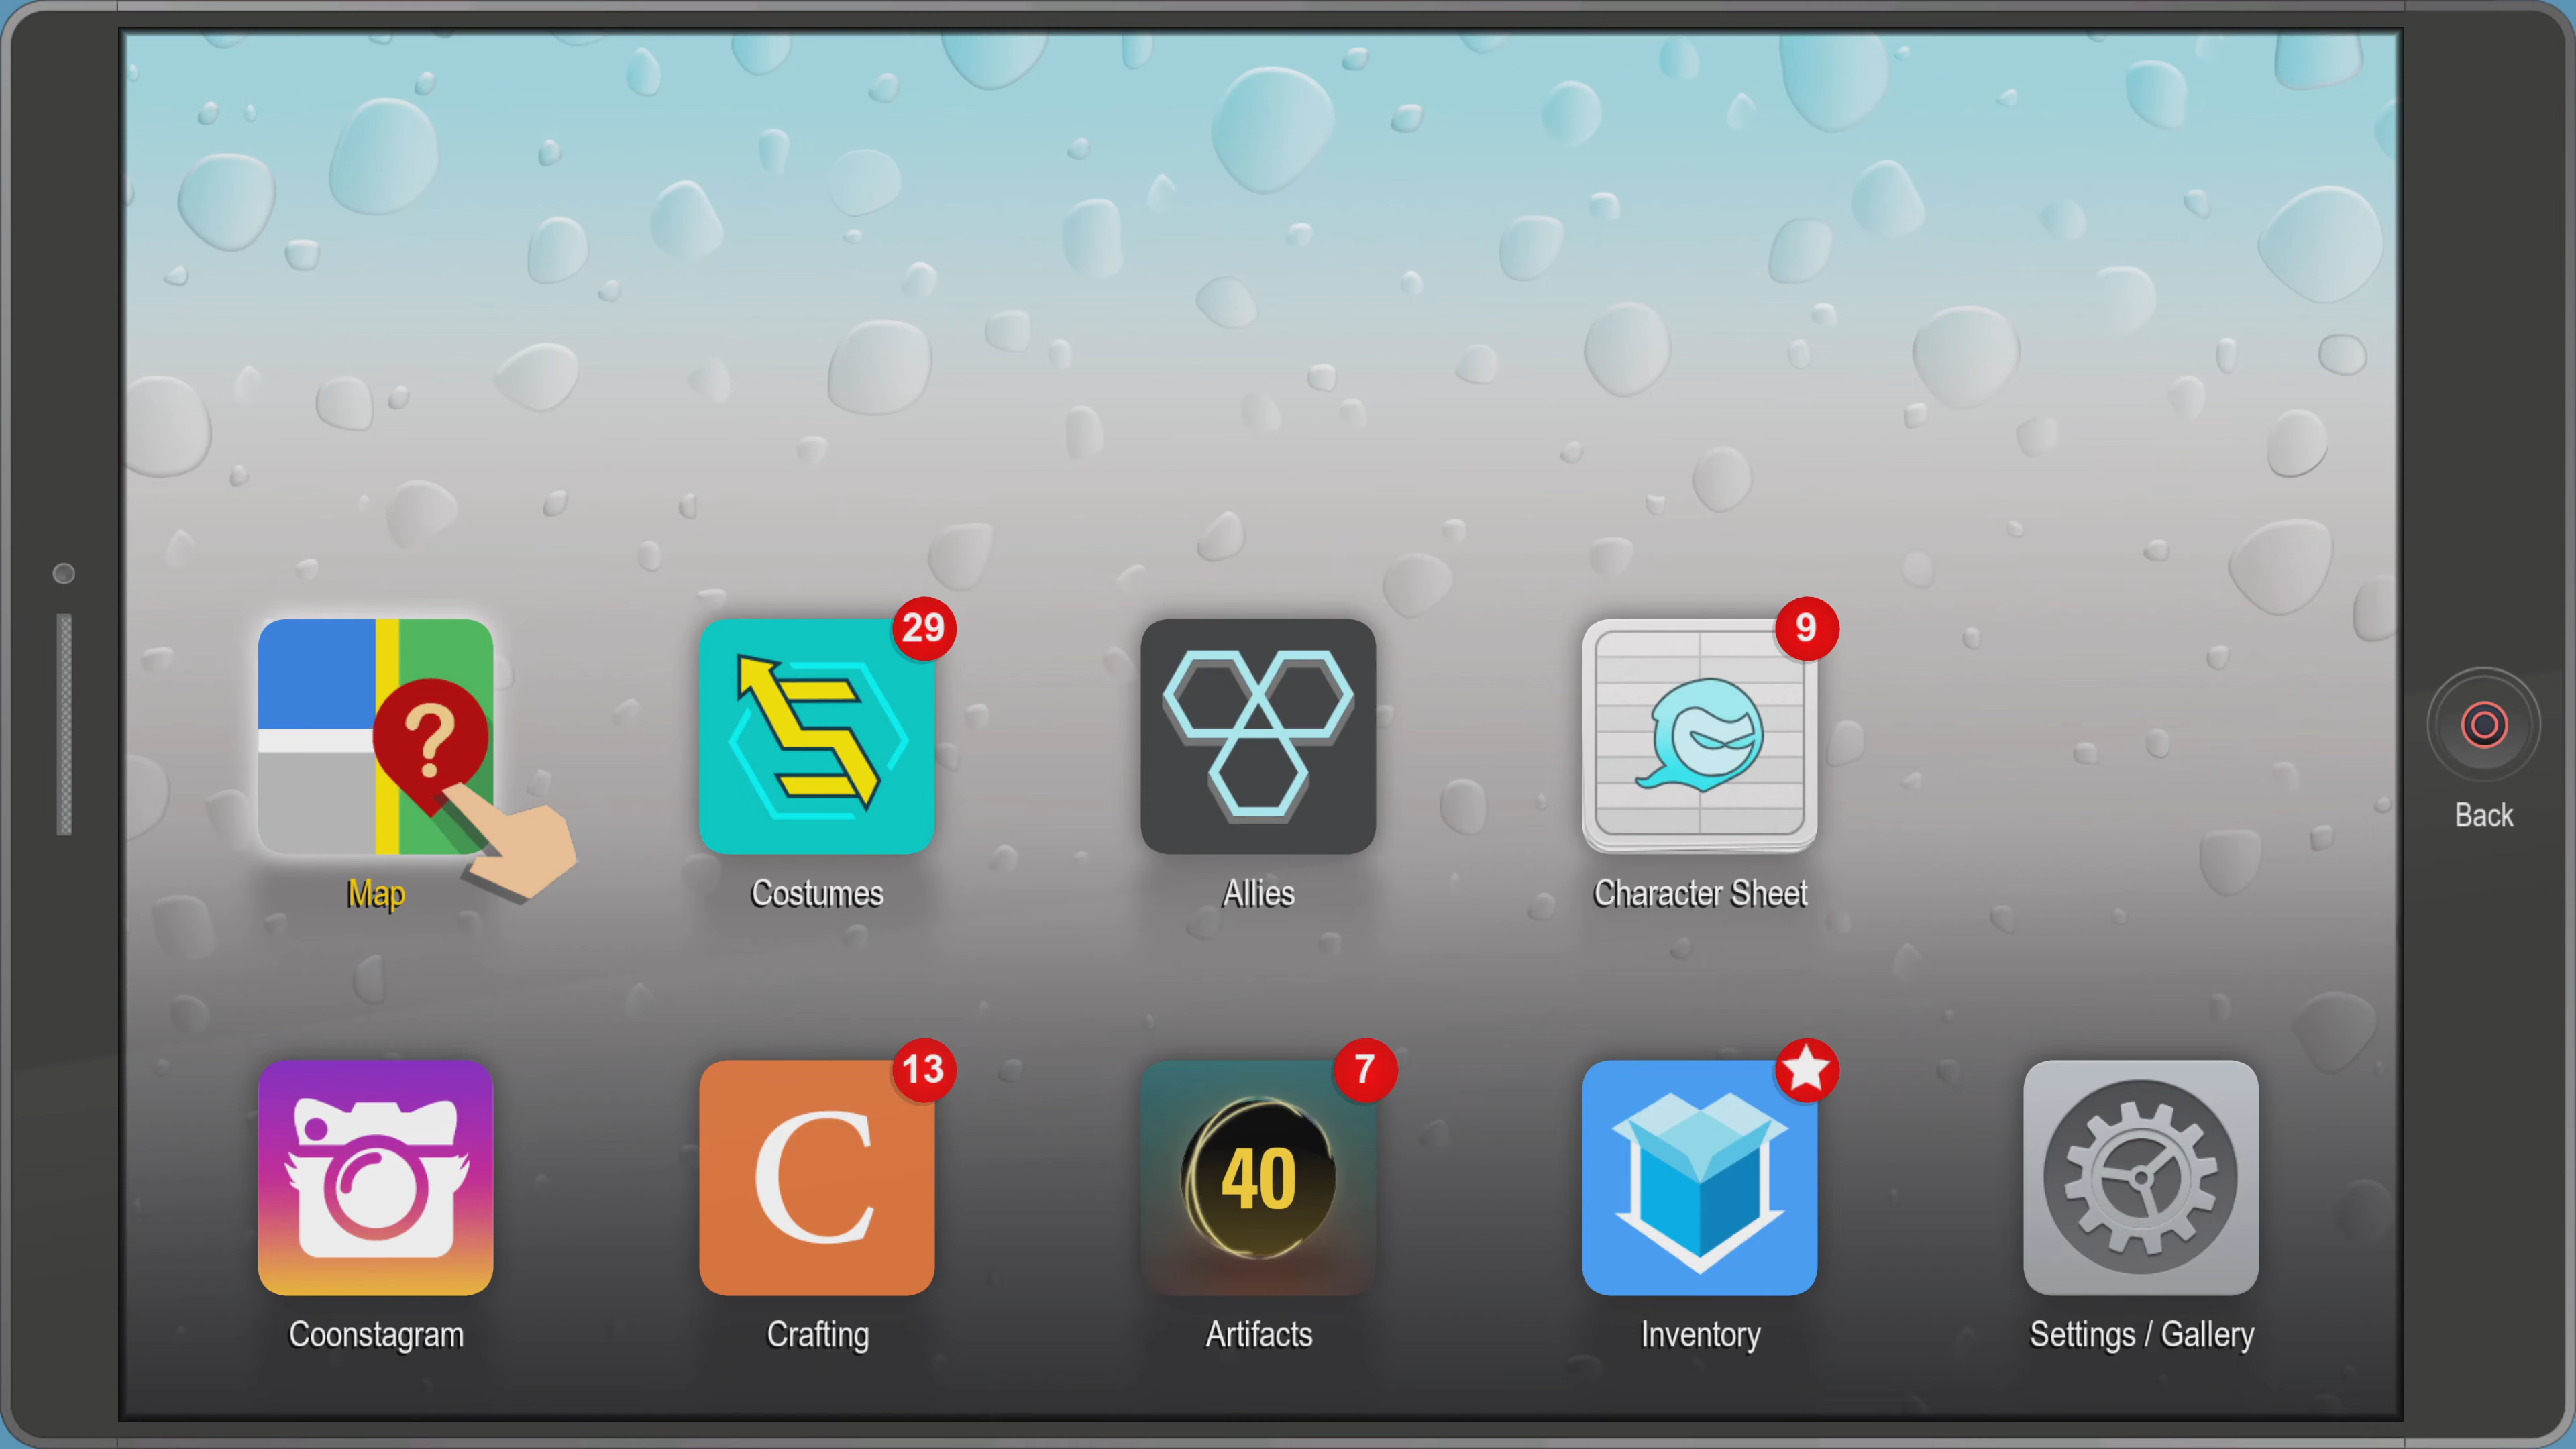 29
9
?
Map
Costumes
Allies
Character Sheet
Back
13
7
C
40
Coonstagram
Crafting
Artifacts
Inventory
Settings / Gallery